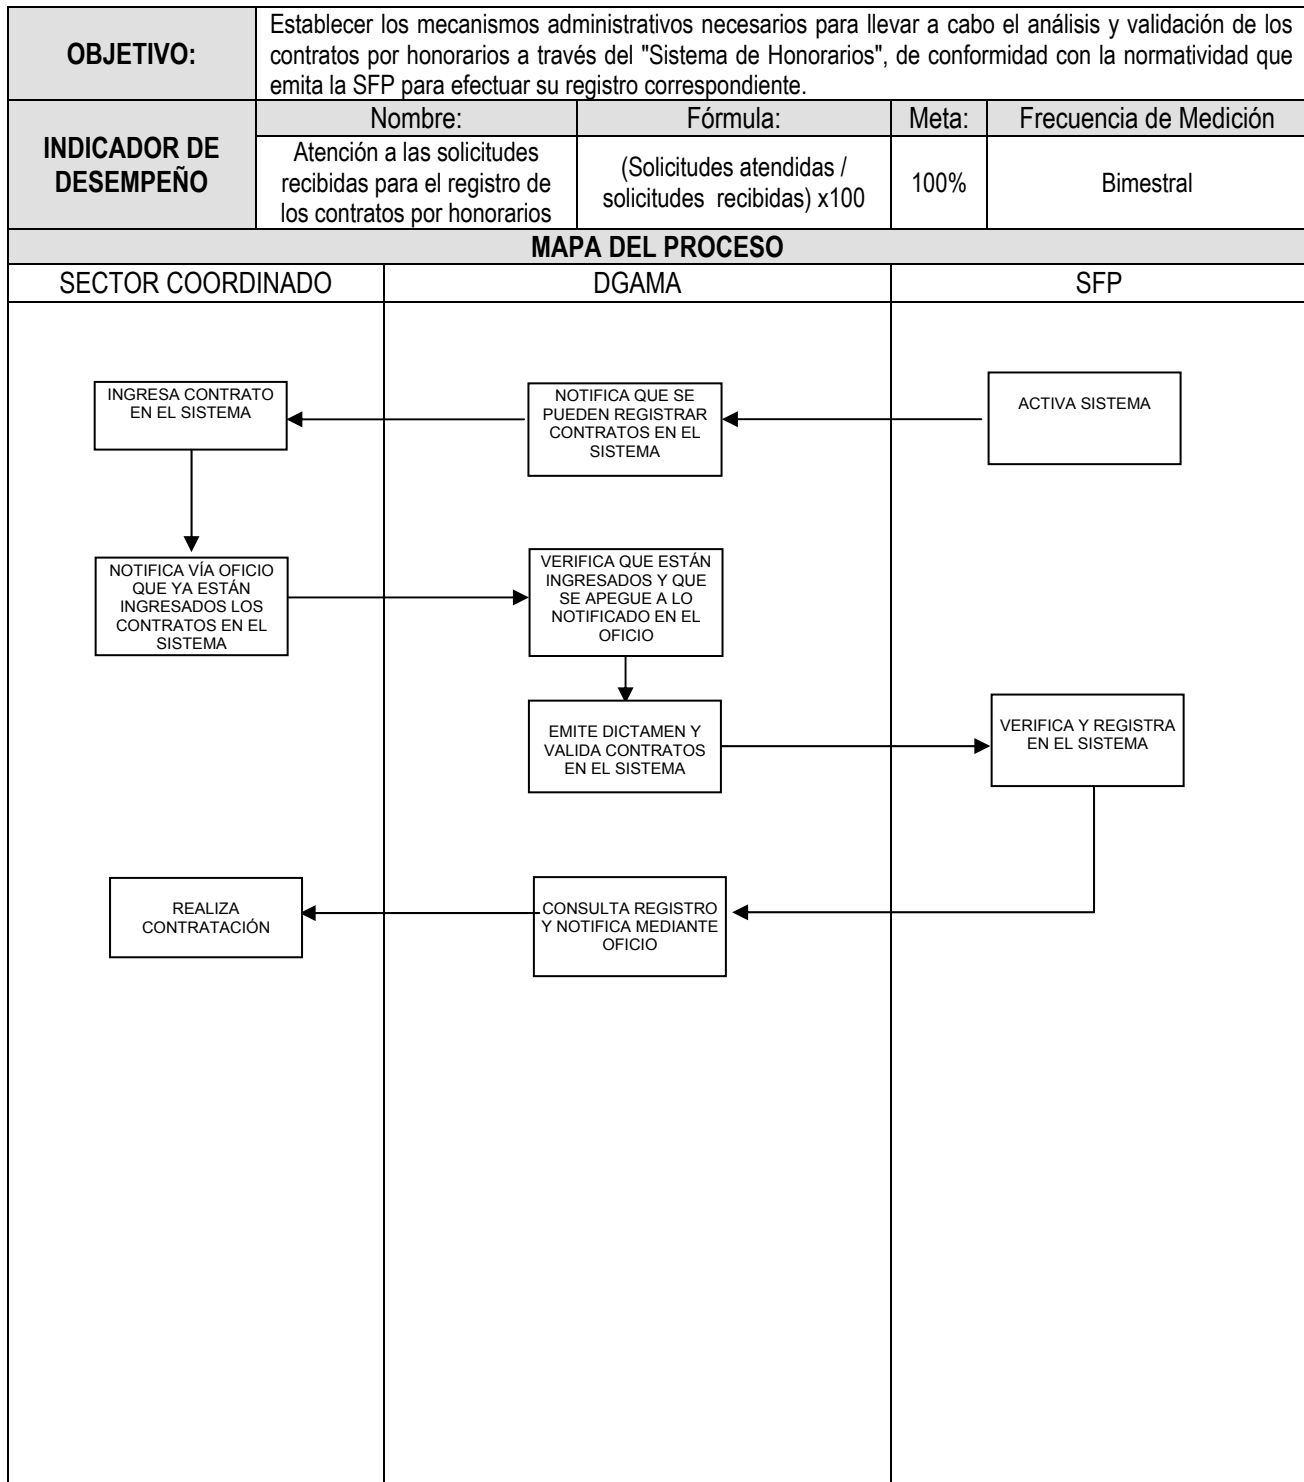 OBJETIVO:
Establecer los mecanismos administrativos necesarios para llevar a cabo el análisis y validación de los
contratos por honorarios a través del "Sistema de Honorarios", de conformidad con la normatividad que
emita la SFP para efectuar su registro correspondiente.
INDICADOR DE
DESEMPEÑO
Nombre:
Fórmula:
Meta:
Frecuencia de Medición
Atención a las solicitudes
recibidas para el registro de
los contratos por honorarios
(Solicitudes atendidas /
solicitudes recibidas) x100
100%
Bimestral
MAPA DEL PROCESO
SECTOR COORDINADO
DGAMA
SFP
INGRESA CONTRATO
EN EL SISTEMA
NOTIFICA QUE SE
PUEDEN REGISTRAR
CONTRATOS EN EL
SISTEMA
ACTIVA SISTEMA
NOTIFICA VÍA OFICIO
QUE YA ESTÁN
INGRESADOS LOS
CONTRATOS EN EL
SISTEMA
VERIFICA QUE ESTÁN
INGRESADOS Y QUE
SE APEGUE A LO
NOTIFICADO EN EL
OFICIO
EMITE DICTAMEN Y
VALIDA CONTRATOS
EN EL SISTEMA
VERIFICA Y REGISTRA
EN EL SISTEMA
REALIZA
CONTRATACIÓN
CONSULTA REGISTRO
Y NOTIFICA MEDIANTE
OFICIO